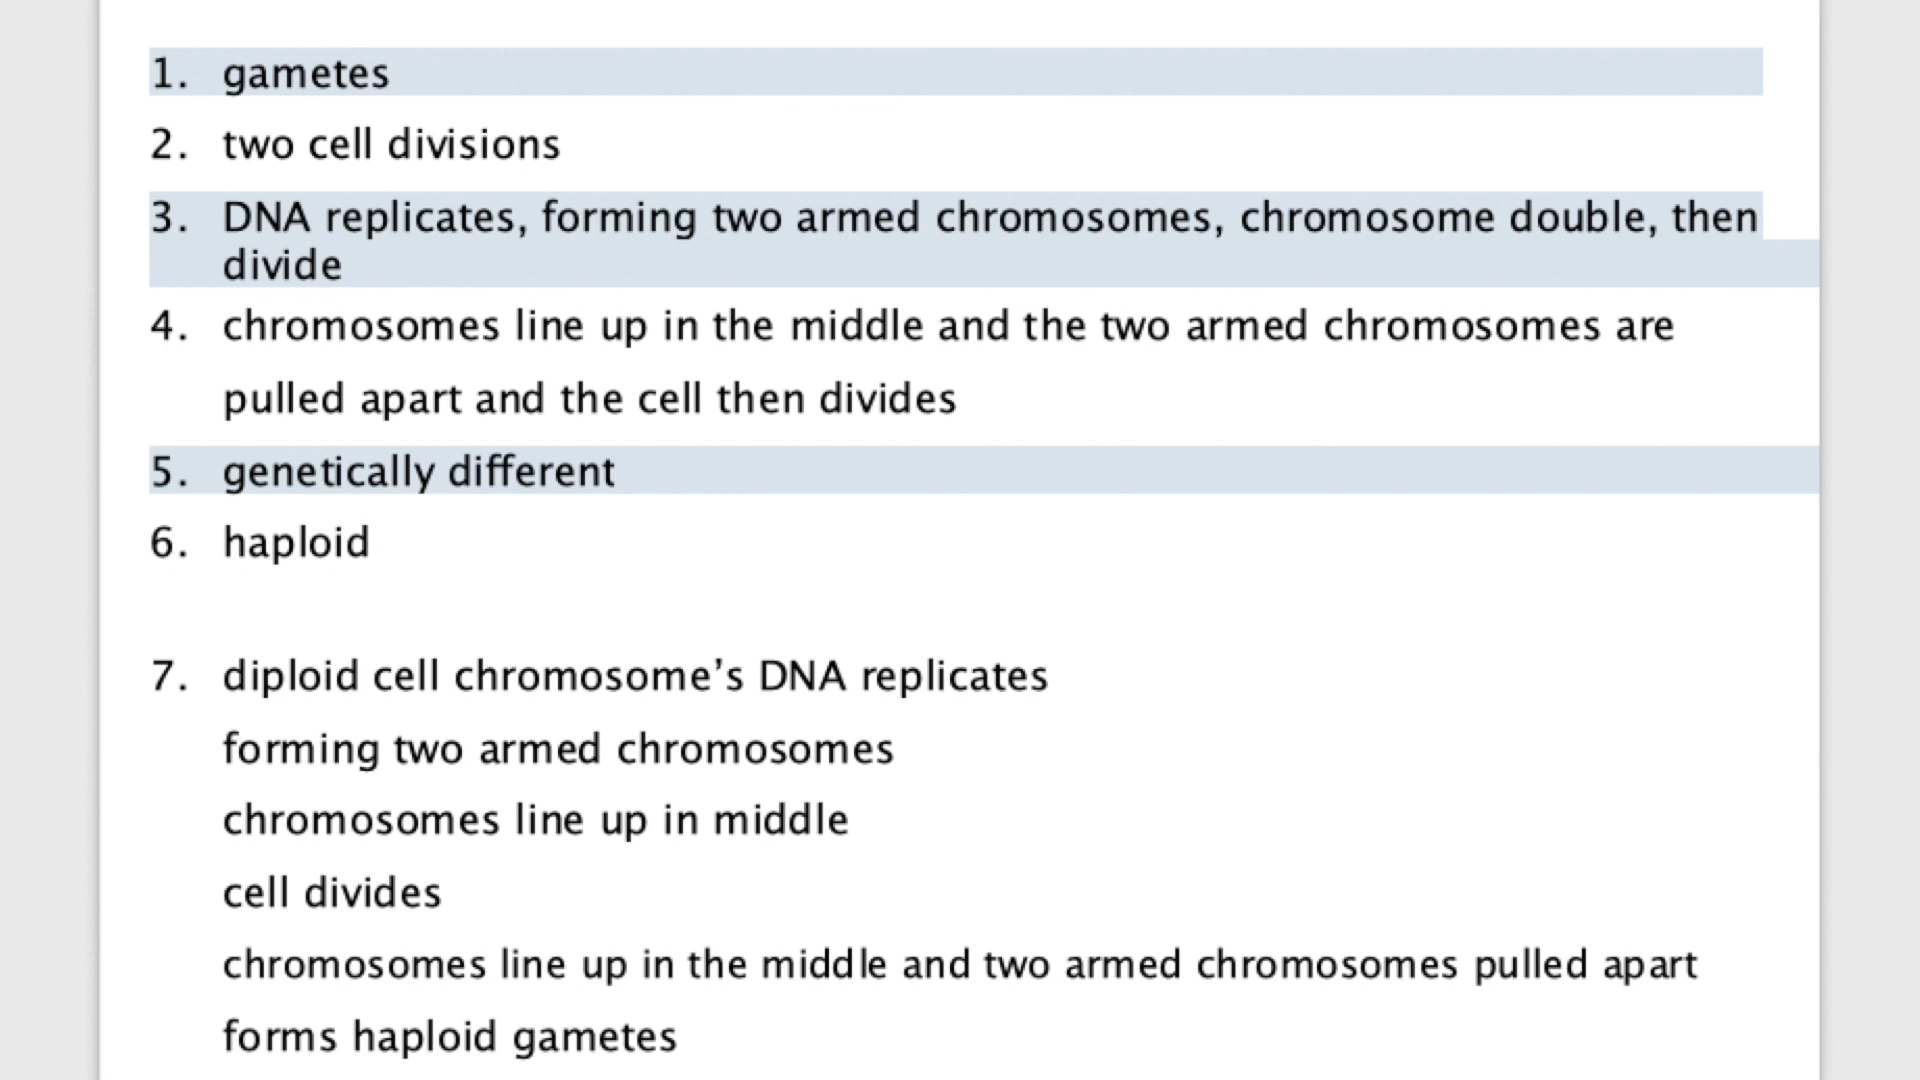 1. gametes
2. two cell divisions
3. DNA replicates, forming two armed chromosomes, chromosome double, then
divide
4. chromosomes line up in the middle and the two armed chromosomes are
pulled apart and the cell then divides
5. genetically different
6. haploid
7. diploid cell chromosome’s DNA replicates
forming two armed chromosomes
chromosomes line up in middle
cell divides
chromosomes line up in the middle and two armed chromosomes pulled apart
forms haploid gametes